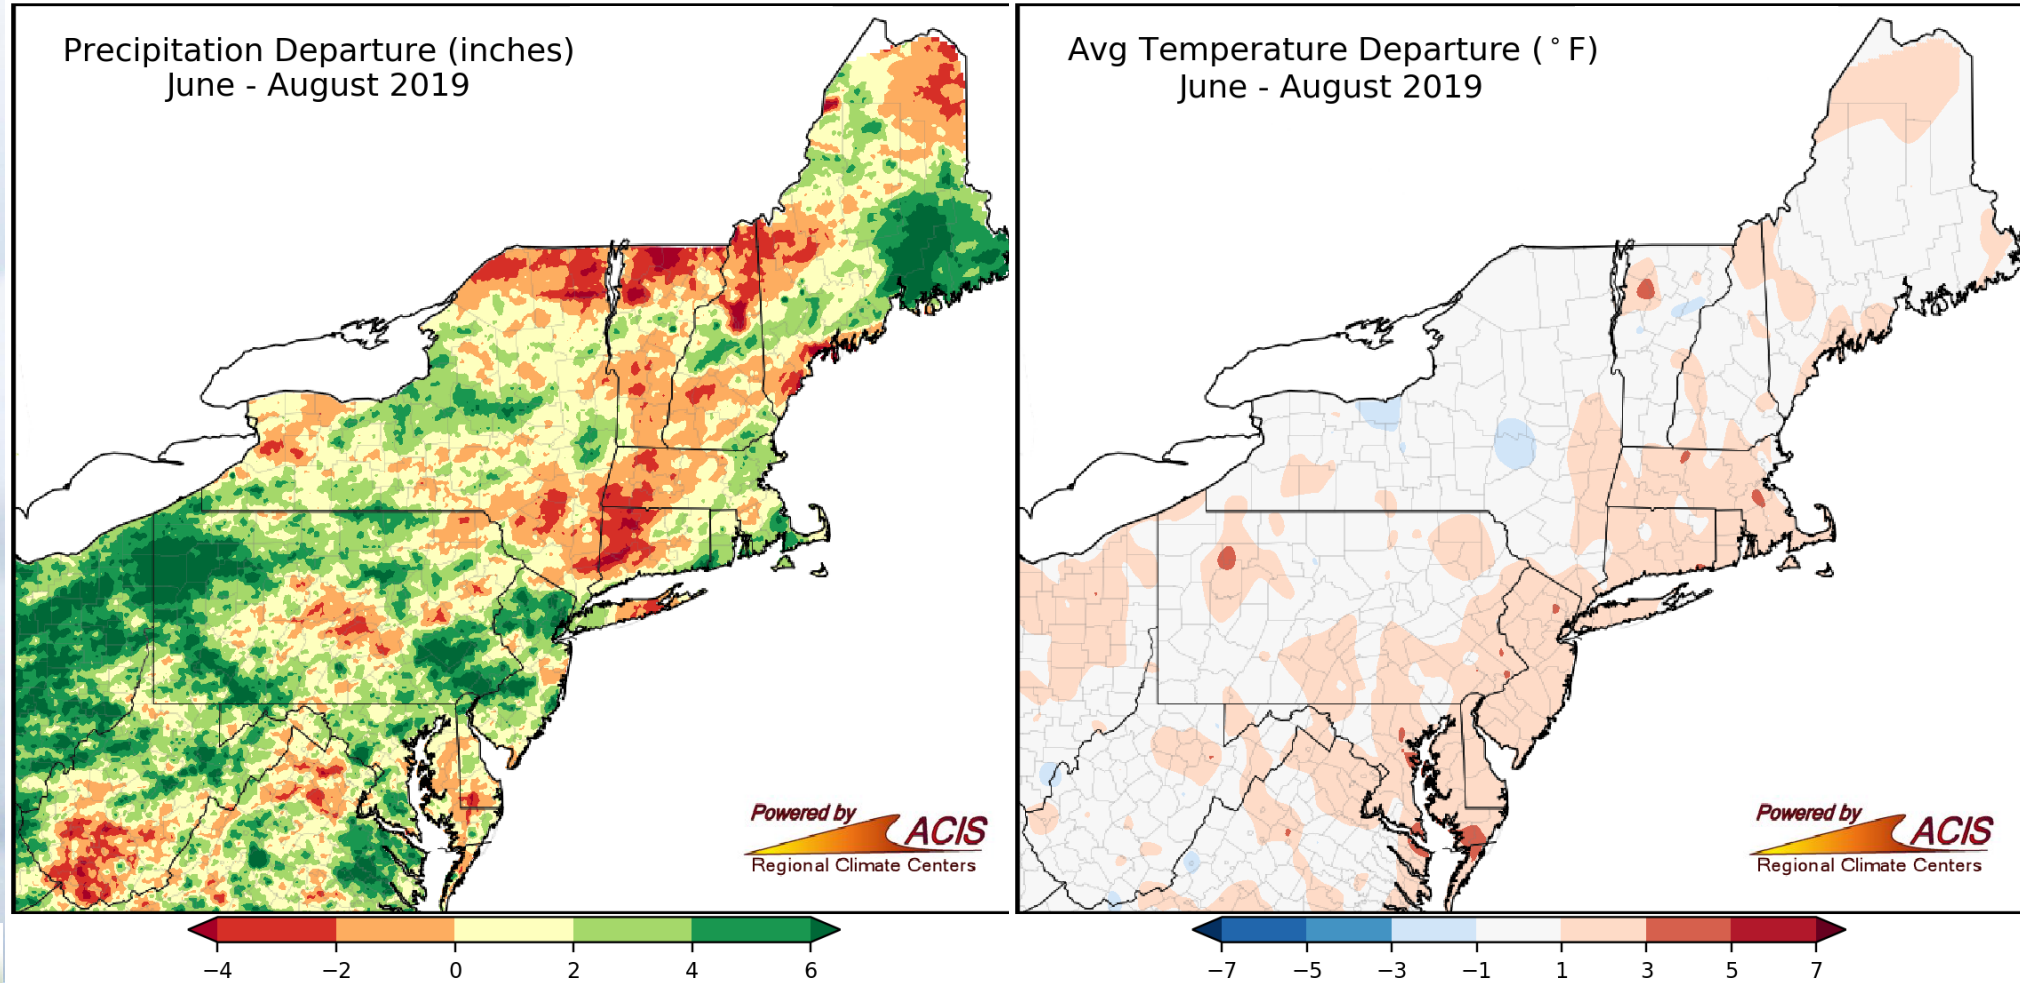 Precipitation Departure (inches)
June - August 2019
Powered by
ACIS
Regional Climate Centers
−4 −2 0 2 4 6
Avg Temperature Departure (°F)
June - August 2019
Powered by
ACIS
Regional Climate Centers
−7 −5 −3 −1 1 3 5 7